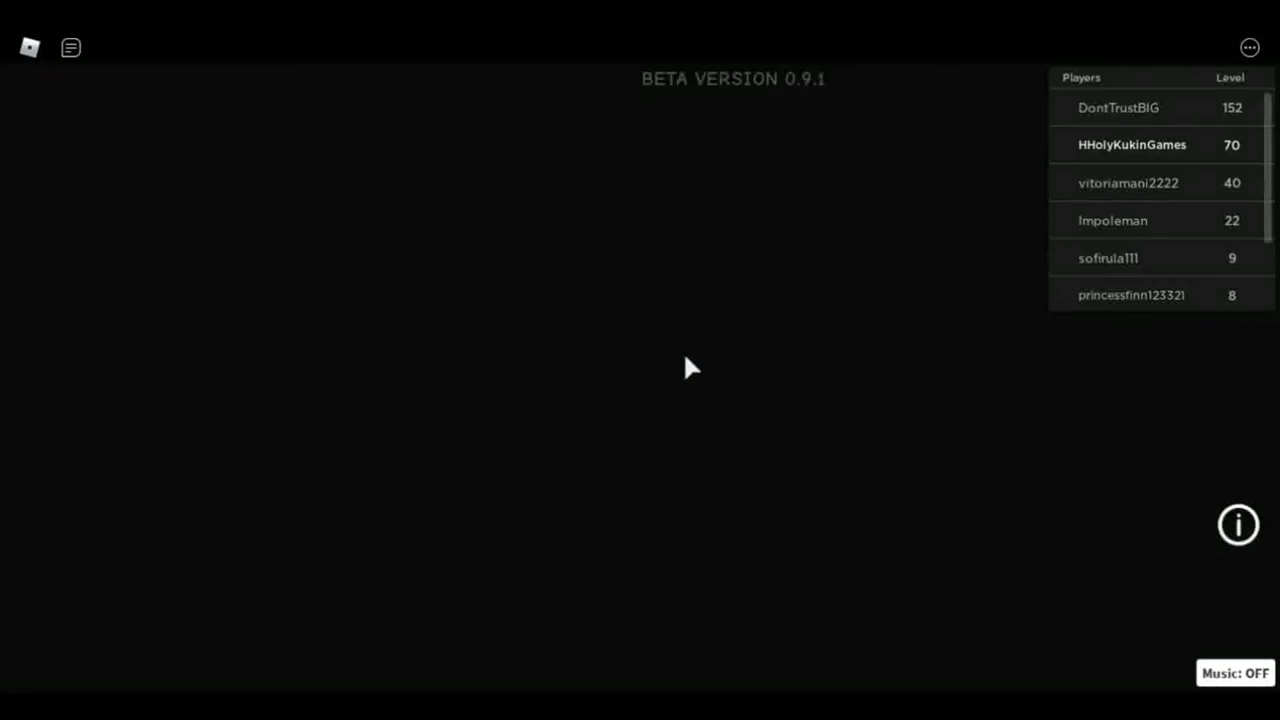 BETA VERSION 0.9.1
Players Level
DontTrustBIG 152
HHolyKukinGames 70
vitoriamani2222 40
Impoleman 22
sofirula111 9
princessfinn123321 8
Music: OFF